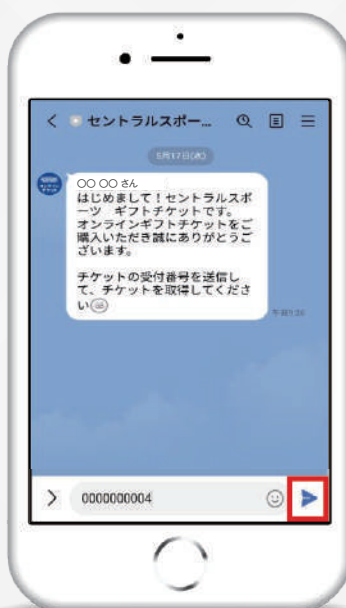 セントラルスポー...
5月17日(水)
〇〇 〇〇 さん
はじめまして！セントラルスポ
ーツ　ギフトチケットです。
オンラインギフトチケットをご
購入いただき誠にありがとうご
ざいます。
チケットの受付番号を送信し
て、チケットを取得してくださ
い
0000000004